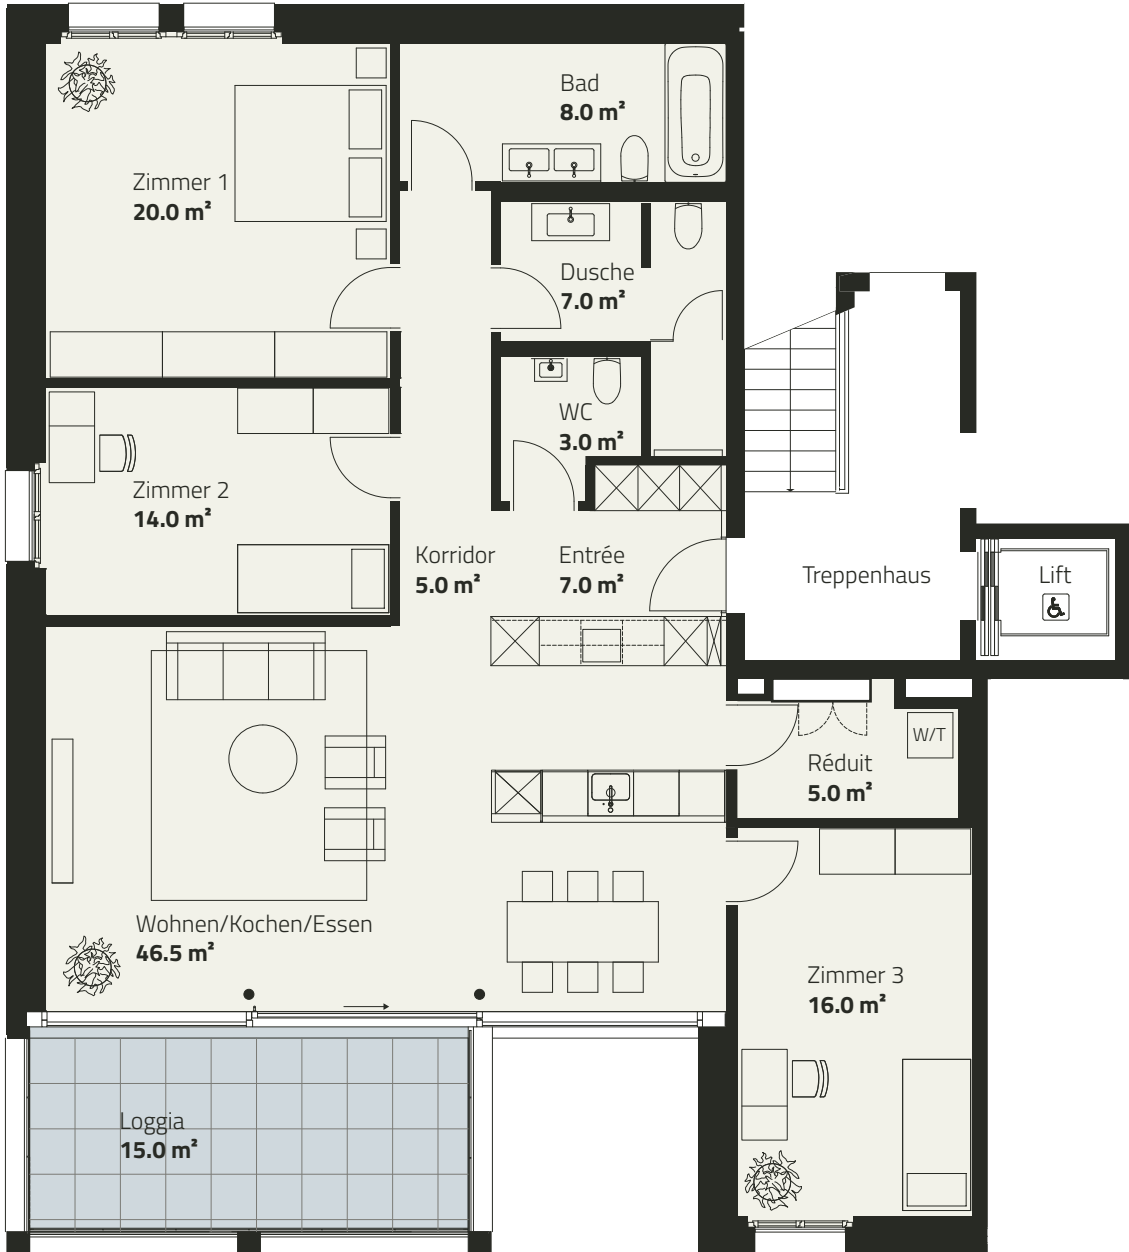 Bad
8.0 m²
Zimmer 1
20.0 m²
Dusche
7.0 m²
WC
3.0 m²
Zimmer 2
14.0 m²
Korridor
5.0 m²
Entrée
7.0 m²
Treppenhaus
Lift
W/T
Réduit
5.0 m²
Wohnen/Kochen/Essen
46.5 m²
Zimmer 3
16.0 m²
Loggia
15.0 m²